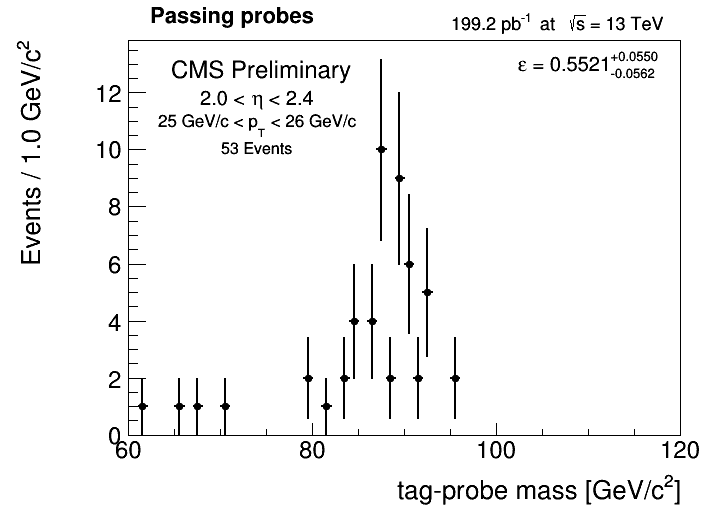 Passing probes
199.2 pb⁻¹ at √s = 13 TeV
CMS Preliminary
ε = 0.5521 +0.0550 -0.0562
2.0 < η < 2.4
25 GeV/c < p_T < 26 GeV/c
53 Events
Events / 1.0 GeV/c²
12
10
8
6
4
2
0
60 80 100 120
tag-probe mass [GeV/c²]